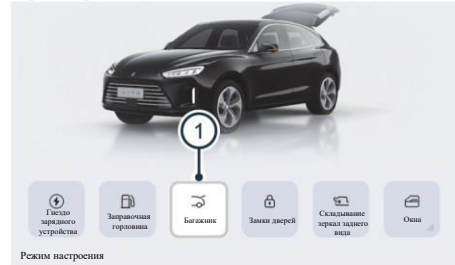 1
Гнездо
зарядного
устройства
Заправочная
горловина
Багажник
Замки дверей
Складывание
зеркал заднего
вида
Окна
Режим настроения